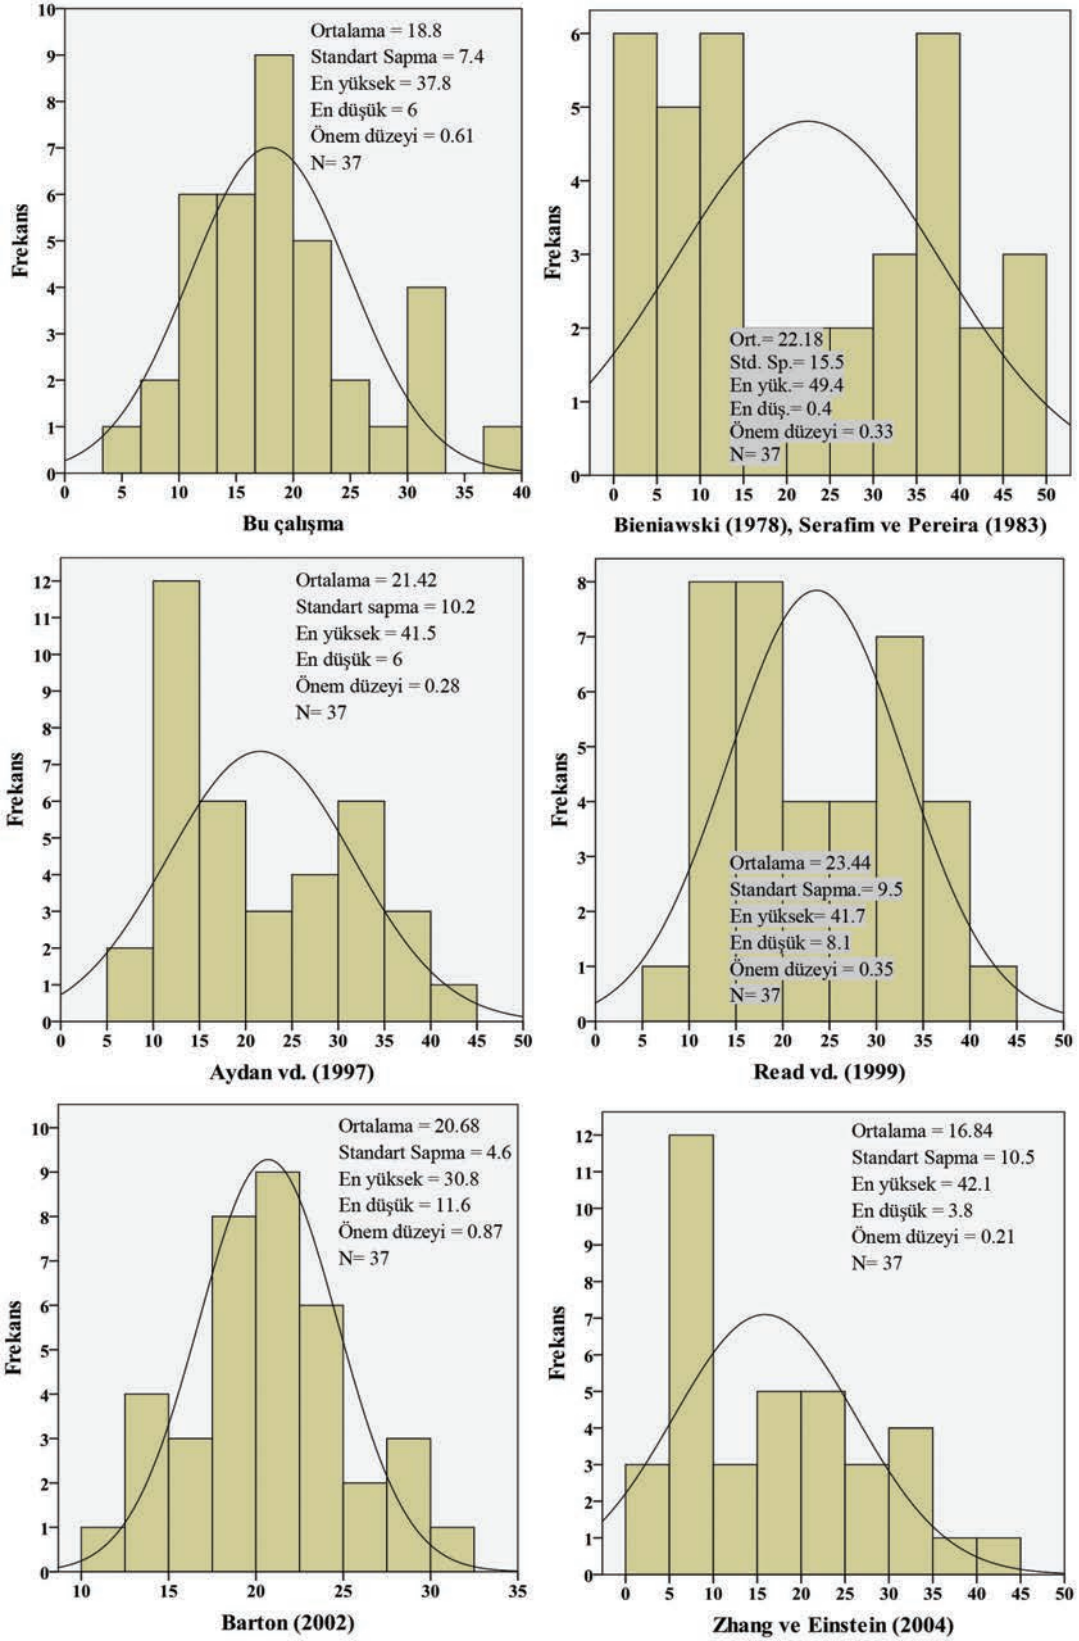 10
9
8
7
6
5
4
3
2
1
0
Frekans
Ortalama = 18.8
Standart Sapma = 7.4
En yüksek = 37.8
En düşük = 6
Önem düzeyi = 0.61
N= 37
0 5 10 15 20 25 30 35 40
Bu çalışma
6
5
4
3
2
1
0
Frekans
Ort.= 22.18
Std. Sp.= 15.5
En yük.= 49.4
En düş.= 0.4
Önem düzeyi = 0.33
N= 37
0 5 10 15 20 25 30 35 40 45 50
Bieniawski (1978), Serafim ve Pereira (1983)
12
11
10
9
8
7
6
5
4
3
2
1
0
Frekans
Ortalama = 21.42
Standart sapma = 10.2
En yüksek = 41.5
En düşük = 6
Önem düzeyi = 0.28
N= 37
0 5 10 15 20 25 30 35 40 45 50
Aydan vd. (1997)
8
7
6
5
4
3
2
1
0
Frekans
Ortalama = 23.44
Standart Sapma.= 9.5
En yüksek= 41.7
En düşük = 8.1
Önem düzeyi = 0.35
N= 37
0 5 10 15 20 25 30 35 40 45 50
Read vd. (1999)
10
9
8
7
6
5
4
3
2
1
0
Frekans
Ortalama = 20.68
Standart Sapma = 4.6
En yüksek = 30.8
En düşük = 11.6
Önem düzeyi = 0.87
N= 37
10 15 20 25 30 35
Barton (2002)
12
11
10
9
8
7
6
5
4
3
2
1
0
Frekans
Ortalama = 16.84
Standart Sapma = 10.5
En yüksek = 42.1
En düşük = 3.8
Önem düzeyi = 0.21
N= 37
0 5 10 15 20 25 30 35 40 45 50
Zhang ve Einstein (2004)